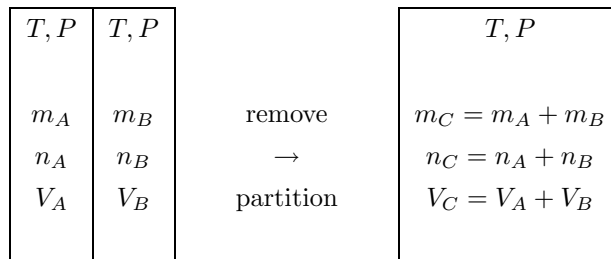 T, P T, P T, P
m_A m_B remove m_C = m_A + m_B
n_A n_B → n_C = n_A + n_B
V_A V_B partition V_C = V_A + V_B